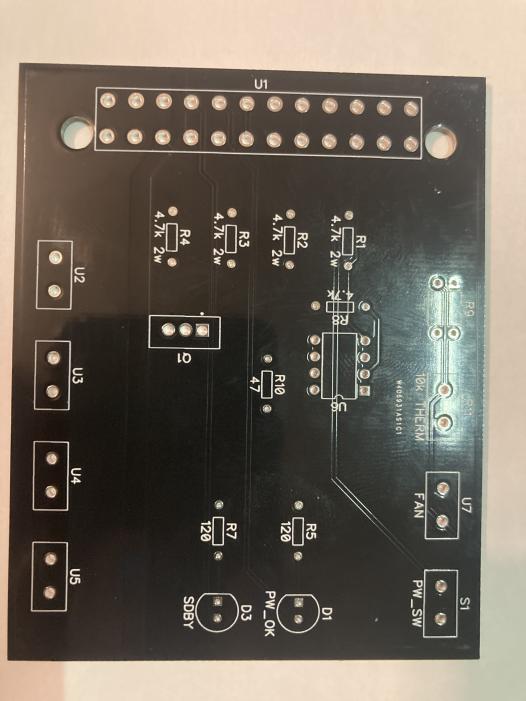 U1
R4
4.7k 2w
R3
4.7k 2w
R2
4.7k 2w
R1
4.7k 2w
U2
4.7k
R8
R9
Q1
U3
R10
47
U6
10k THERM
U4
U7
FAN
R7
120
R5
120
U5
D3
SDBY
D1
PW_OK
S1
PW_SW